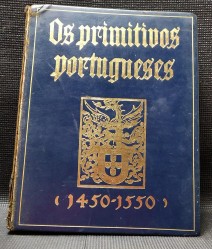 Os primitivos
portugueses
(1450-1550)